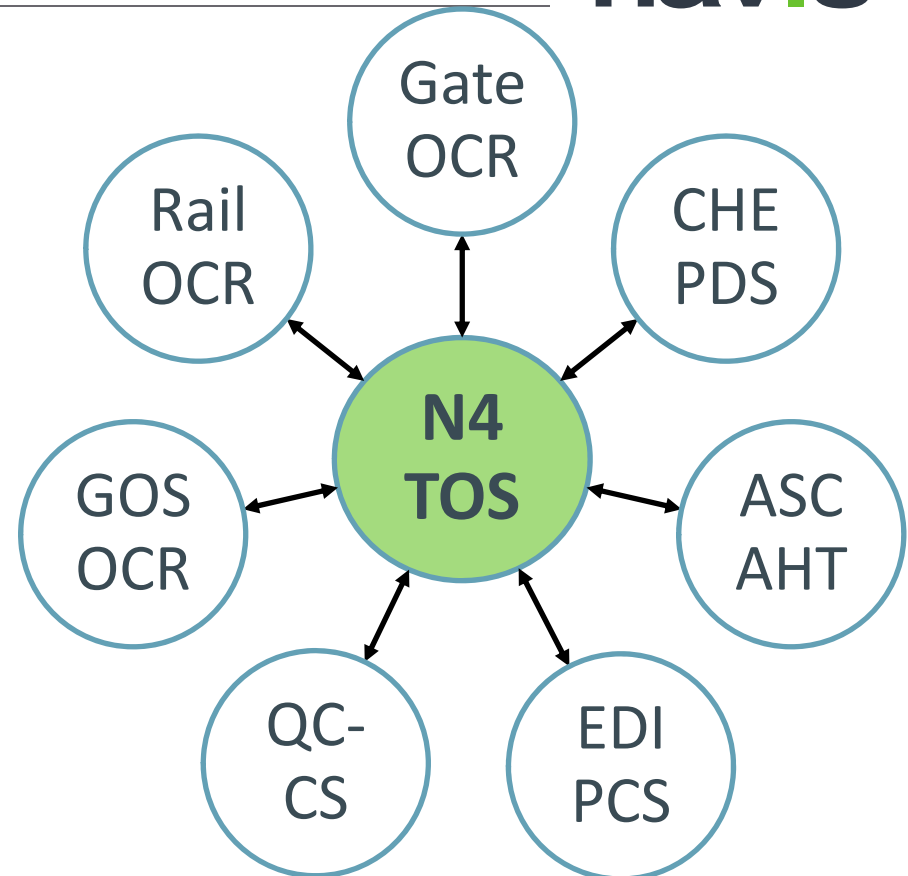 Gate
OCR
Rail
OCR
CHE
PDS
N4
TOS
GOS
OCR
ASC
AHT
QC-
CS
EDI
PCS